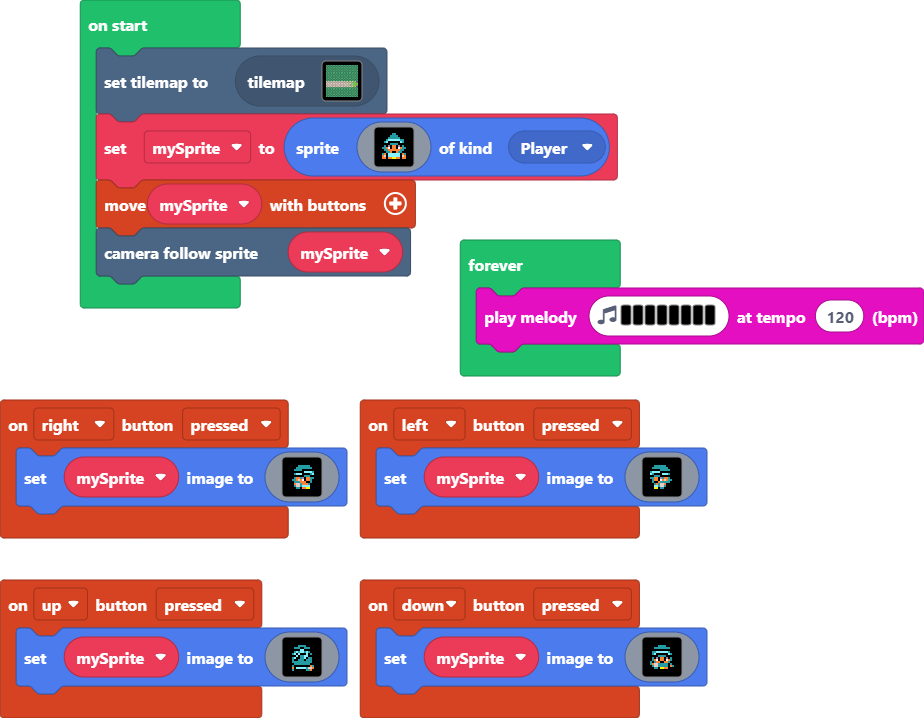 on start
set tilemap to tilemap
set mySprite to sprite of kind Player
move mySprite with buttons
camera follow sprite mySprite
forever
play melody at tempo 120 (bpm)
on right button pressed
set mySprite image to
on left button pressed
set mySprite image to
on up button pressed
set mySprite image to
on down button pressed
set mySprite image to